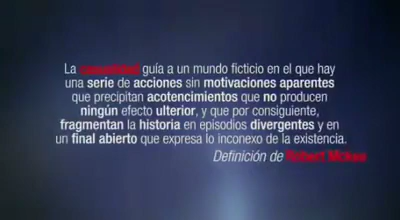 La guía a un mundo ficticio en el que hay
una serie de acciones sin motivaciones aparentes
que precipitan acotencimientos que no producen
ningún efecto ulterior, y que por consiguiente,
fragmentan la historia en episodios divergentes y en
un final abierto que expresa lo inconexo de la existencia.
Definición de Robert Mckee